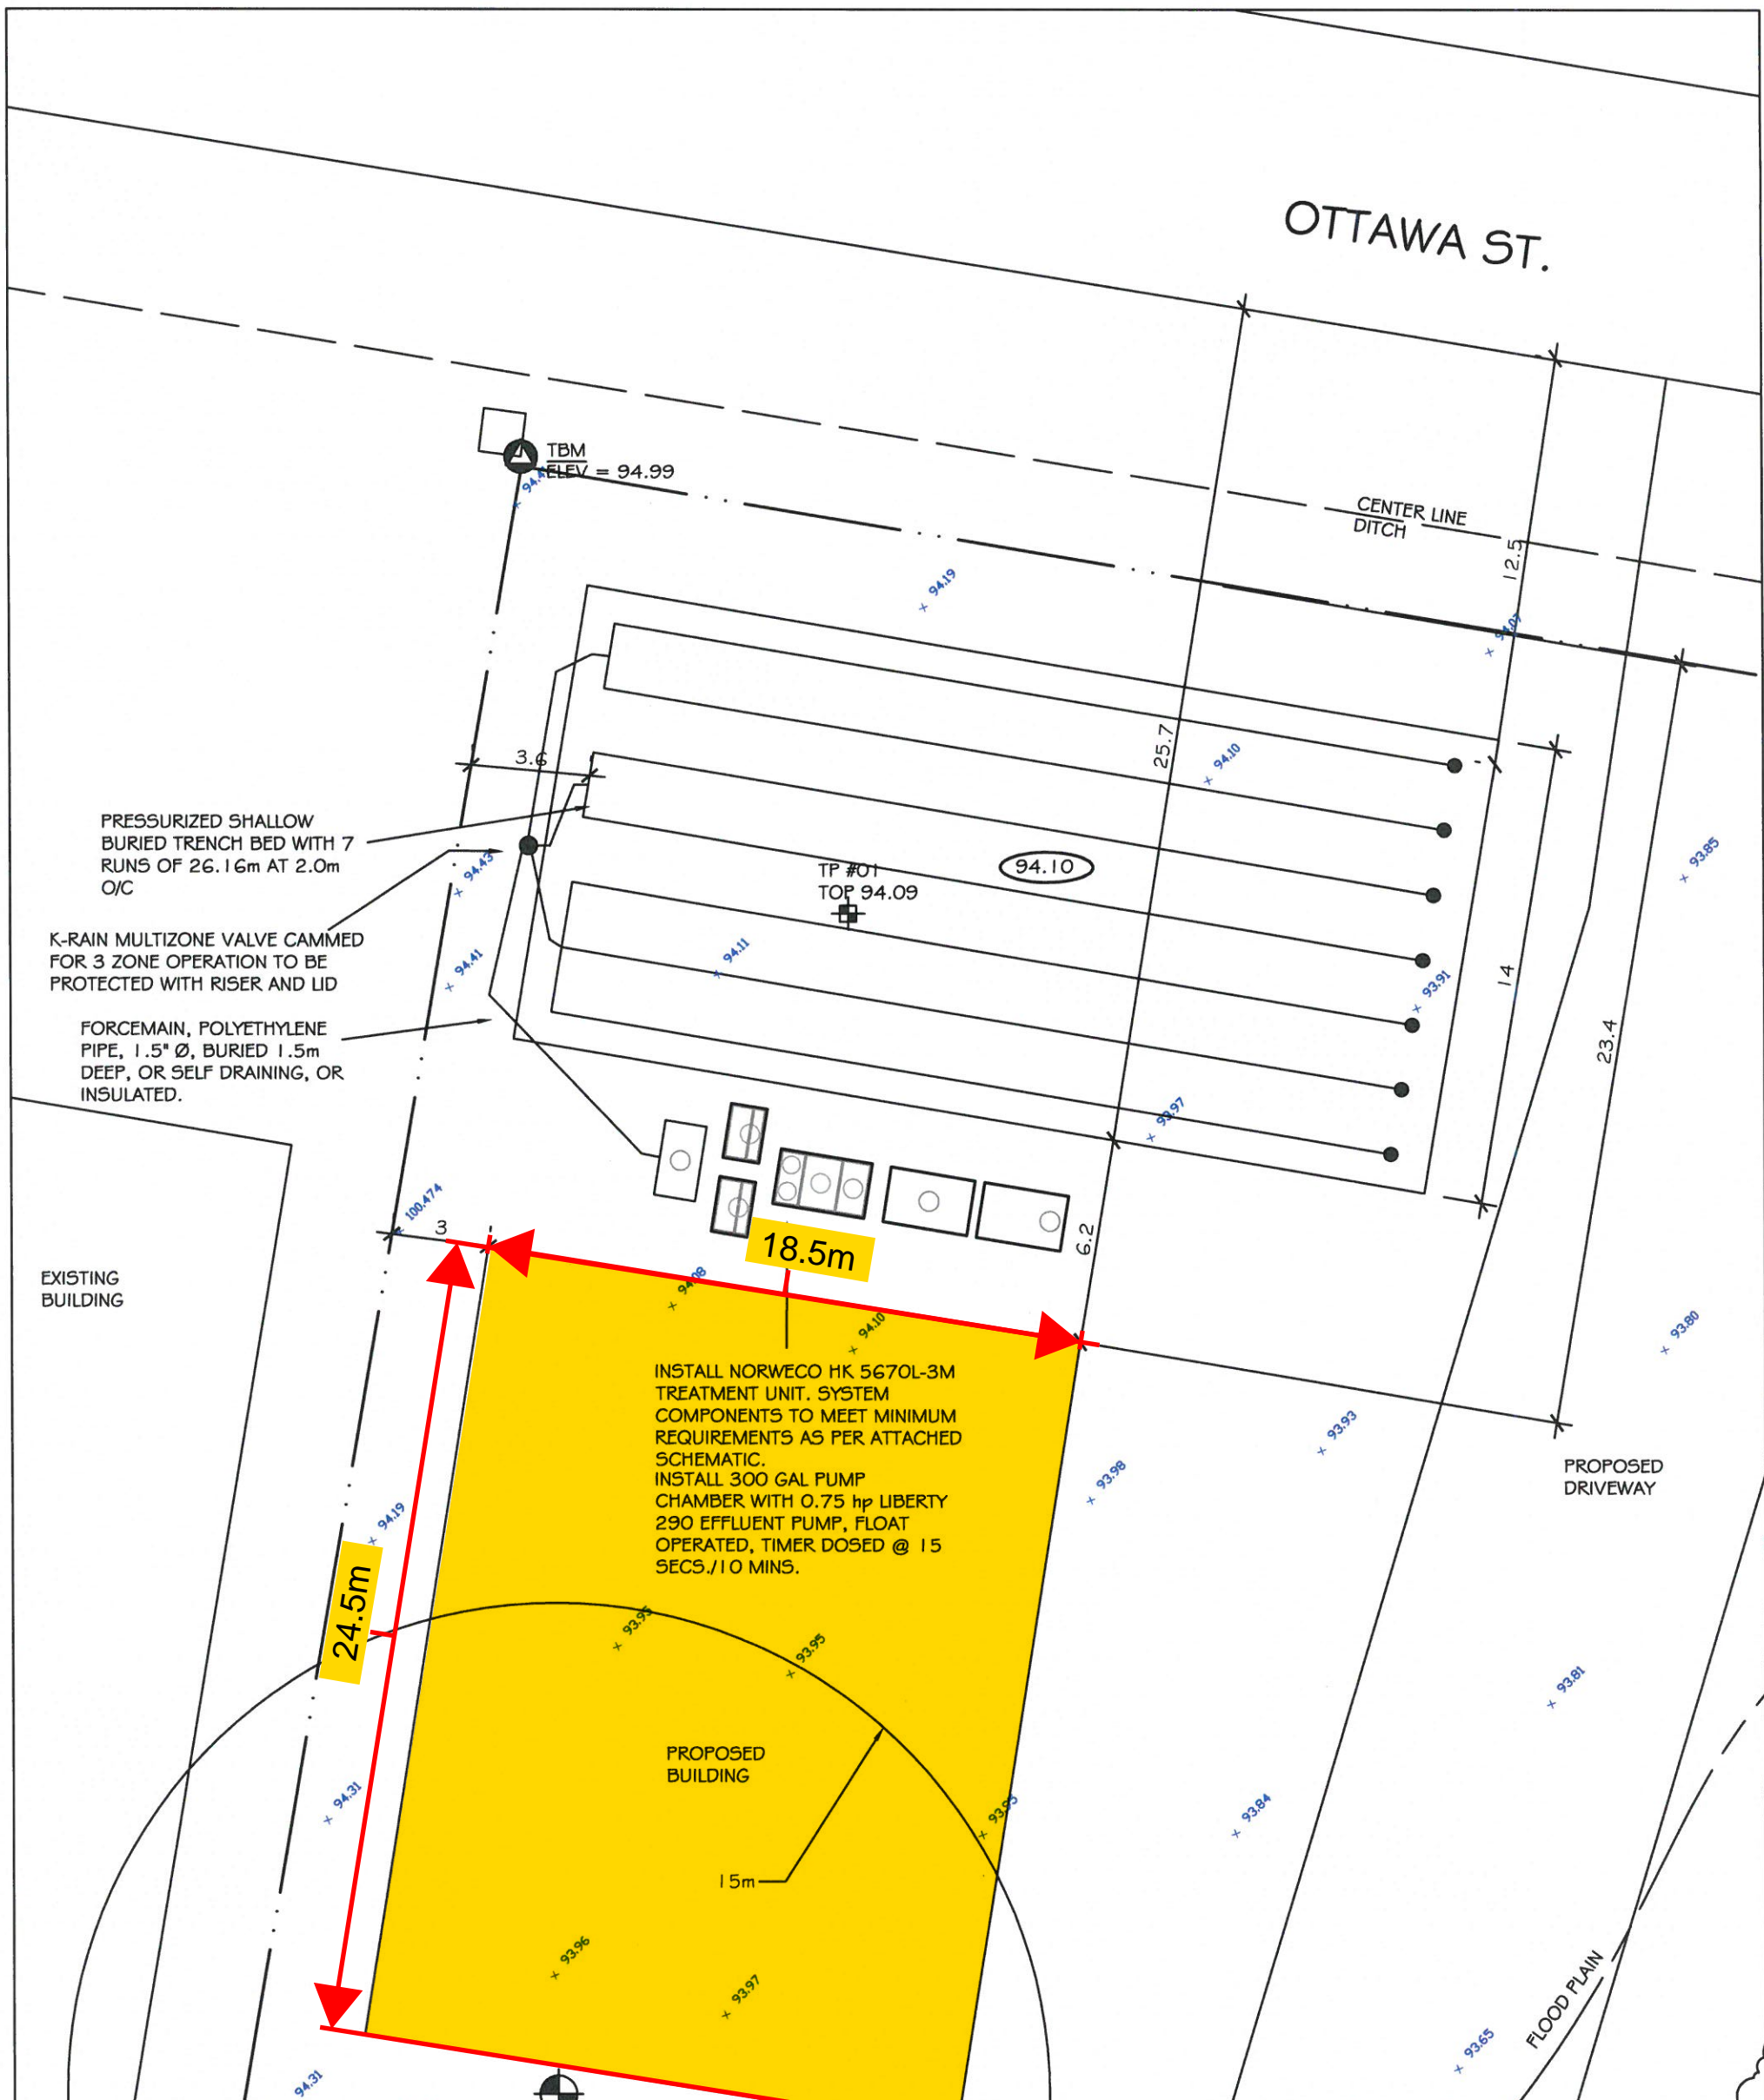 OTTAWA ST.
TBM
ELEV = 94.99
CENTER LINE
DITCH
12.5
94.19
94.07
25.7
94.10
3.6
PRESSURIZED SHALLOW
BURIED TRENCH BED WITH 7
RUNS OF 26.16m AT 2.0m
O/C
94.43
TP #01
TOP 94.09
94.10
93.85
K-RAIN MULTIZONE VALVE CAMMED
FOR 3 ZONE OPERATION TO BE
PROTECTED WITH RISER AND LID
94.41
94.11
93.91
14
23.4
FORCEMAIN, POLYETHYLENE
PIPE, 1.5" Ø, BURIED 1.5m
DEEP, OR SELF DRAINING, OR
INSULATED.
93.97
100.474
3
18.5m
6.2
EXISTING
BUILDING
94.08
94.10
93.80
INSTALL NORWECO HK 5670L-3M
TREATMENT UNIT. SYSTEM
COMPONENTS TO MEET MINIMUM
REQUIREMENTS AS PER ATTACHED
SCHEMATIC.
INSTALL 300 GAL PUMP
CHAMBER WITH 0.75 hp LIBERTY
290 EFFLUENT PUMP, FLOAT
OPERATED, TIMER DOSED @ 15
SECS./10 MINS.
93.93
93.98
PROPOSED
DRIVEWAY
94.19
24.5m
93.95
93.95
93.81
PROPOSED
BUILDING
94.31
93.93
93.84
15m
93.96
93.97
FLOOD PLAIN
93.65
94.31